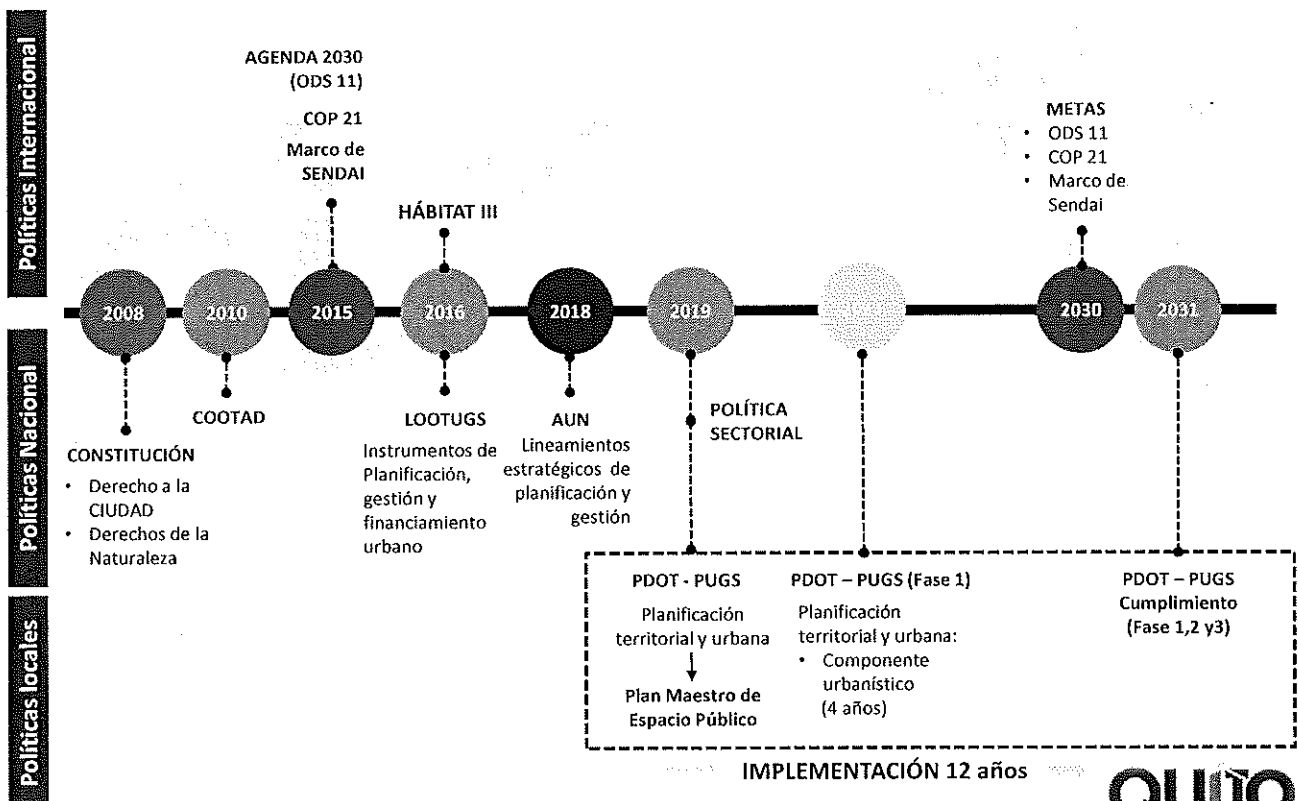 Políticas Internacional
Políticas Nacional
Políticas locales
AGENDA 2030
(ODS 11)
COP 21
Marco de
SENDAI
HÁBITAT III
METAS
• ODS 11
• COP 21
• Marco de
Sendai
2008
2010
2015
2016
2018
2019
2030
2031
CONSTITUCIÓN
• Derecho a la
CIUDAD
• Derechos de la
Naturaleza
COOTAD
LOOTUGS
Instrumentos de
Planificación,
gestión y
financiamiento
urbano
AUN
Lineamientos
estratégicos de
planificación y
gestión
POLÍTICA
SECTORIAL
PDOT - PUGS
Planificación
territorial y urbana
Plan Maestro de
Espacio Público
PDOT – PUGS (Fase 1)
Planificación
territorial y urbana:
• Componente
urbanístico
(4 años)
PDOT – PUGS
Cumplimiento
(Fase 1,2 y3)
IMPLEMENTACIÓN 12 años
QUITO